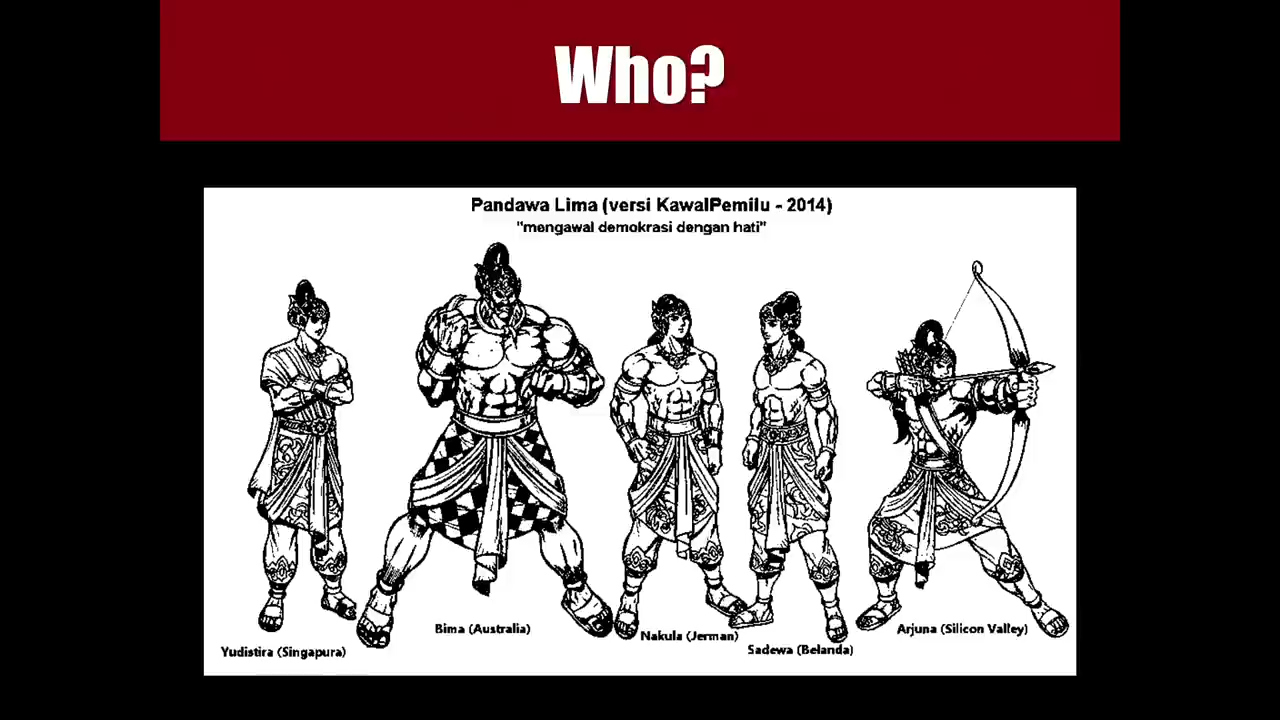 Who?
Pandawa Lima (versi KawalPemilu - 2014)
"mengawal demokrasi dengan hati"
Bima (Australia)
Arjuna (Silicon Valley)
Nakula (Jerman)
Sadewa (Belanda)
Yudistira (Singapura)